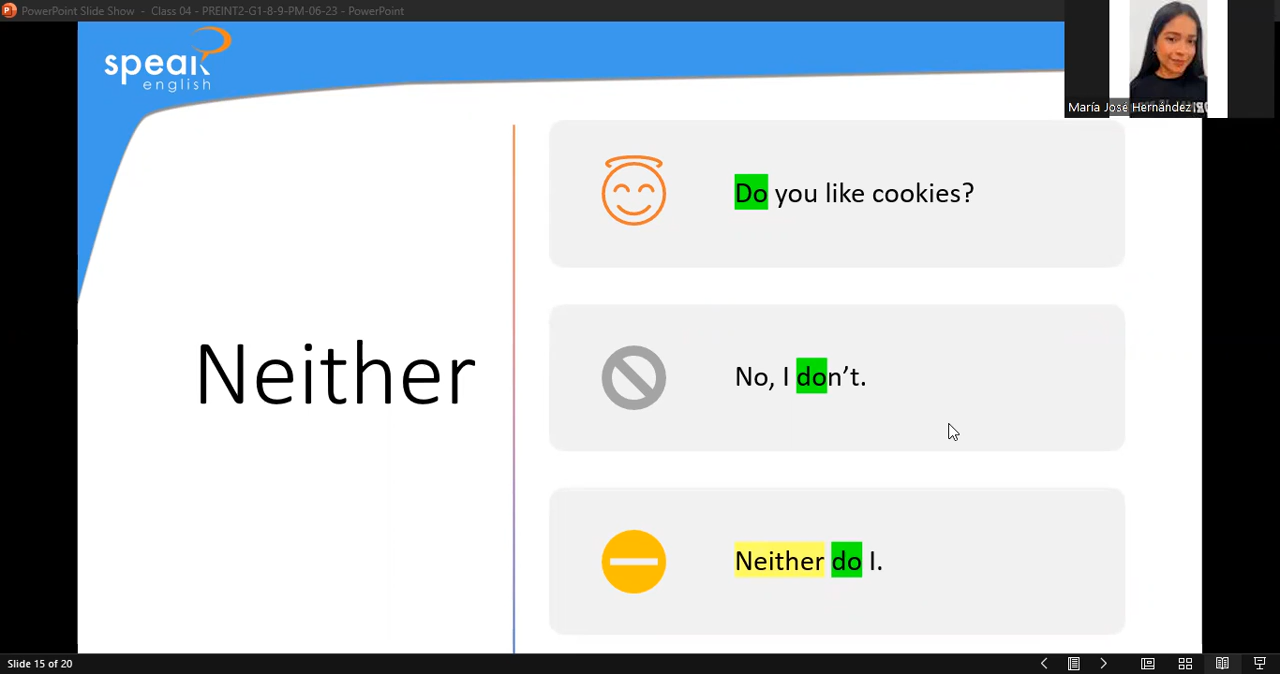 PowerPoint Slide Show - Class 04 - PREINT2-G1-8-9-PM-06-23 - PowerPoint
speak
english
María José Hernández
Neither
Do you like cookies?
No, I don’t.
Neither do I.
Slide 15 of 20